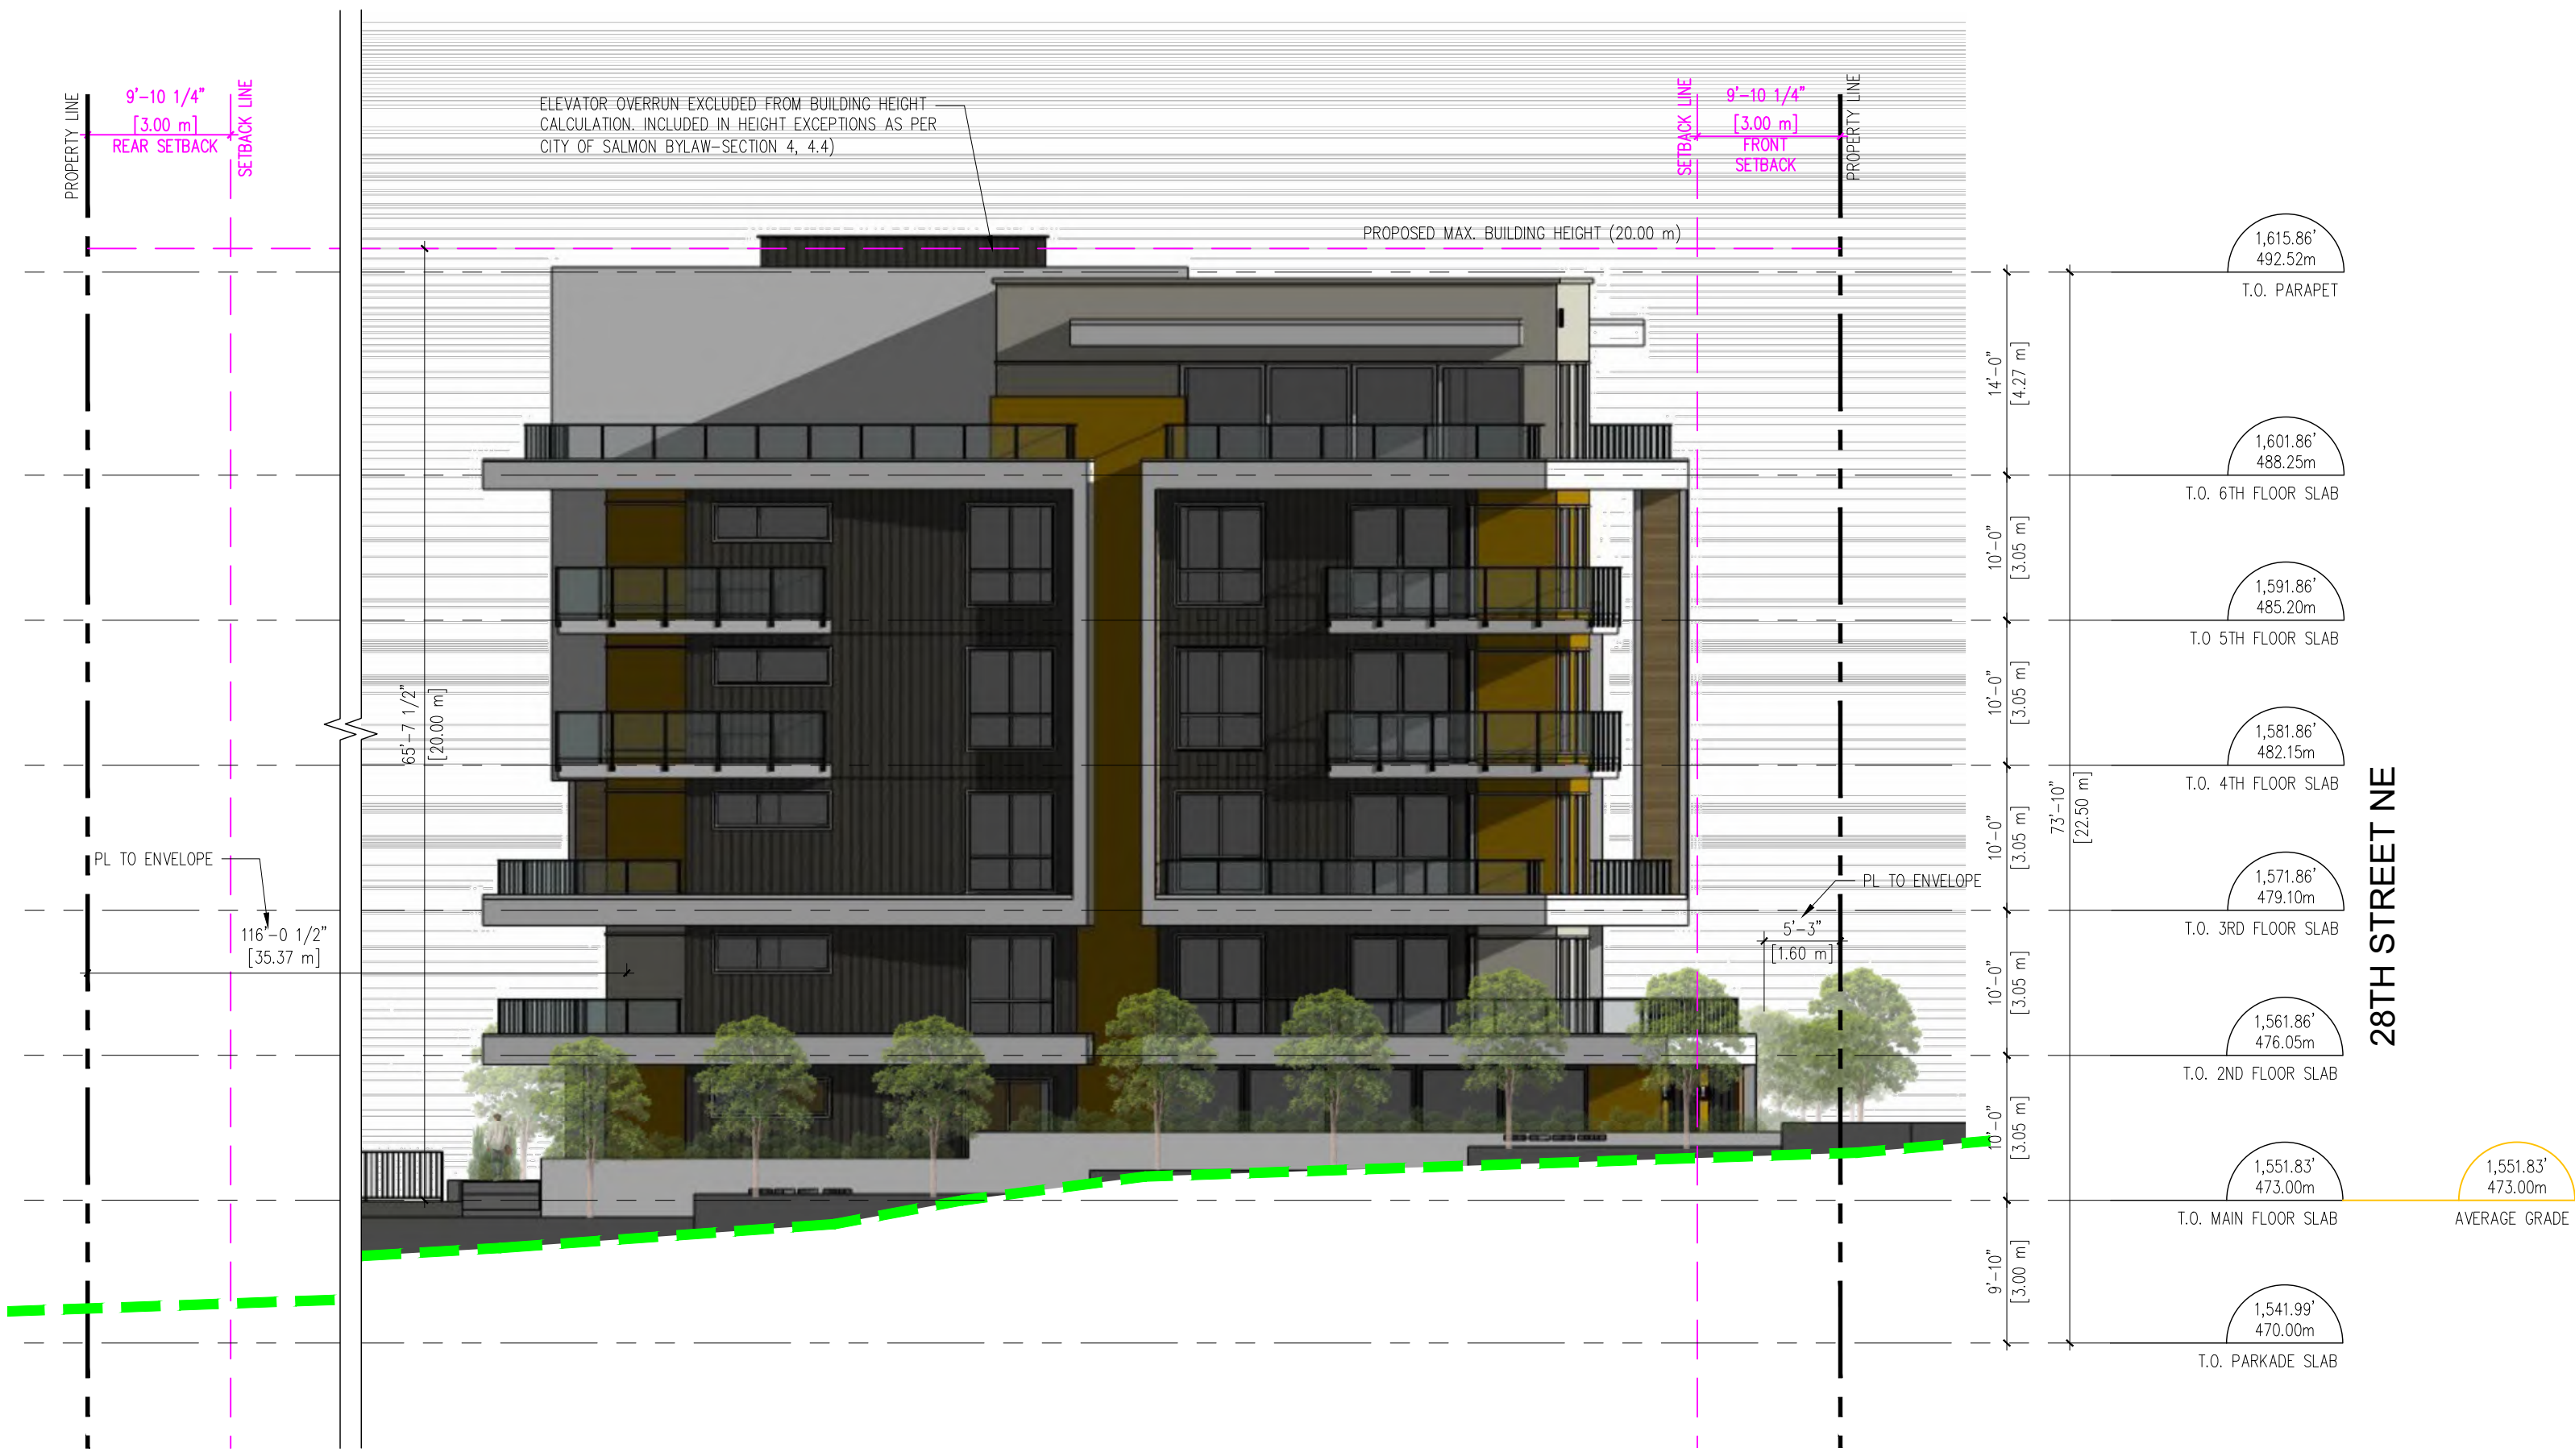 PROPERTY LINE
9'-10 1/4"
[3.00 m]
REAR SETBACK
SETBACK LINE
ELEVATOR OVERRUN EXCLUDED FROM BUILDING HEIGHT
CALCULATION. INCLUDED IN HEIGHT EXCEPTIONS AS PER
CITY OF SALMON BYLAW-SECTION 4, 4.4)
SETBACK LINE
9'-10 1/4"
[3.00 m]
FRONT
SETBACK
PROPERTY LINE
PROPOSED MAX. BUILDING HEIGHT (20.00 m)
1,615.86'
492.52m
T.O. PARAPET
14'-0"
[4.27 m]
1,601.86'
488.25m
T.O. 6TH FLOOR SLAB
10'-0"
[3.05 m]
1,591.86'
485.20m
T.O 5TH FLOOR SLAB
10'-0"
[3.05 m]
65'-7 1/2"
[20.00 m]
1,581.86'
482.15m
T.O. 4TH FLOOR SLAB
73'-10"
[22.50 m]
28TH STREET NE
10'-0"
[3.05 m]
PL TO ENVELOPE
116'-0 1/2"
[35.37 m]
PL TO ENVELOPE
5'-3"
[1.60 m]
1,571.86'
479.10m
T.O. 3RD FLOOR SLAB
10'-0"
[3.05 m]
1,561.86'
476.05m
T.O. 2ND FLOOR SLAB
10'-0"
[3.05 m]
1,551.83'
473.00m
T.O. MAIN FLOOR SLAB
1,551.83'
473.00m
AVERAGE GRADE
9'-10"
[3.00 m]
1,541.99'
470.00m
T.O. PARKADE SLAB